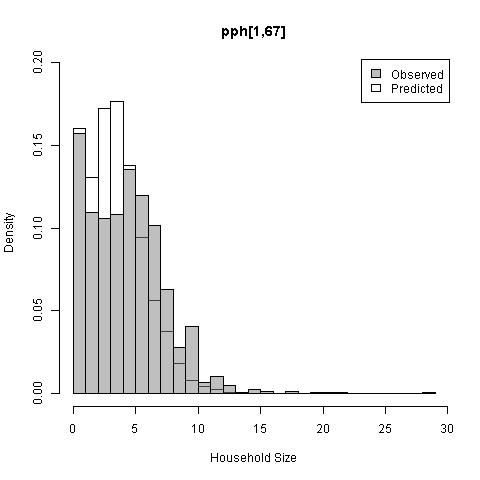 pph[1,67]
Observed
Predicted
0.20
0.15
0.10
0.05
0.00
Density
0 5 10 15 20 25 30
Household Size